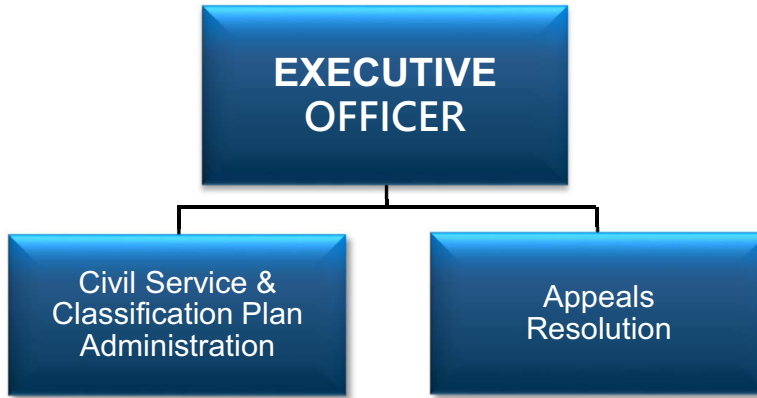 EXECUTIVE
OFFICER
Civil Service &
Classification Plan
Administration
Appeals
Resolution